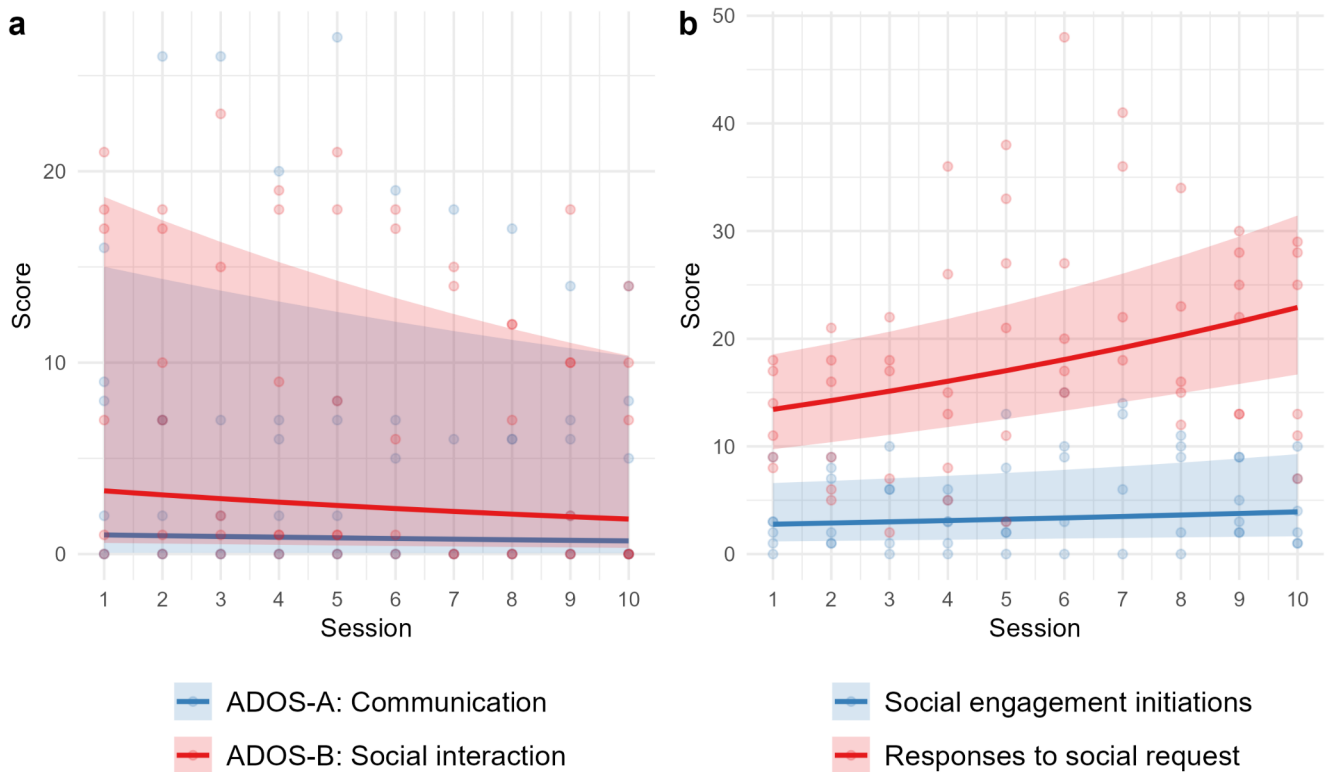 a
20
10
0
Score
1 2 3 4 5 6 7 8 9 10
Session
ADOS-A: Communication
ADOS-B: Social interaction
b
50
40
30
20
10
0
Score
1 2 3 4 5 6 7 8 9 10
Session
Social engagement initiations
Responses to social request